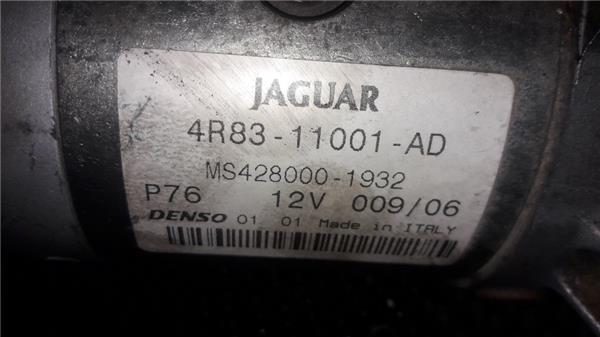 JAGUAR
4R83-11001-AD
MS428000-1932
P76 12V 009/06
DENSO 01 01 Made in ITALY